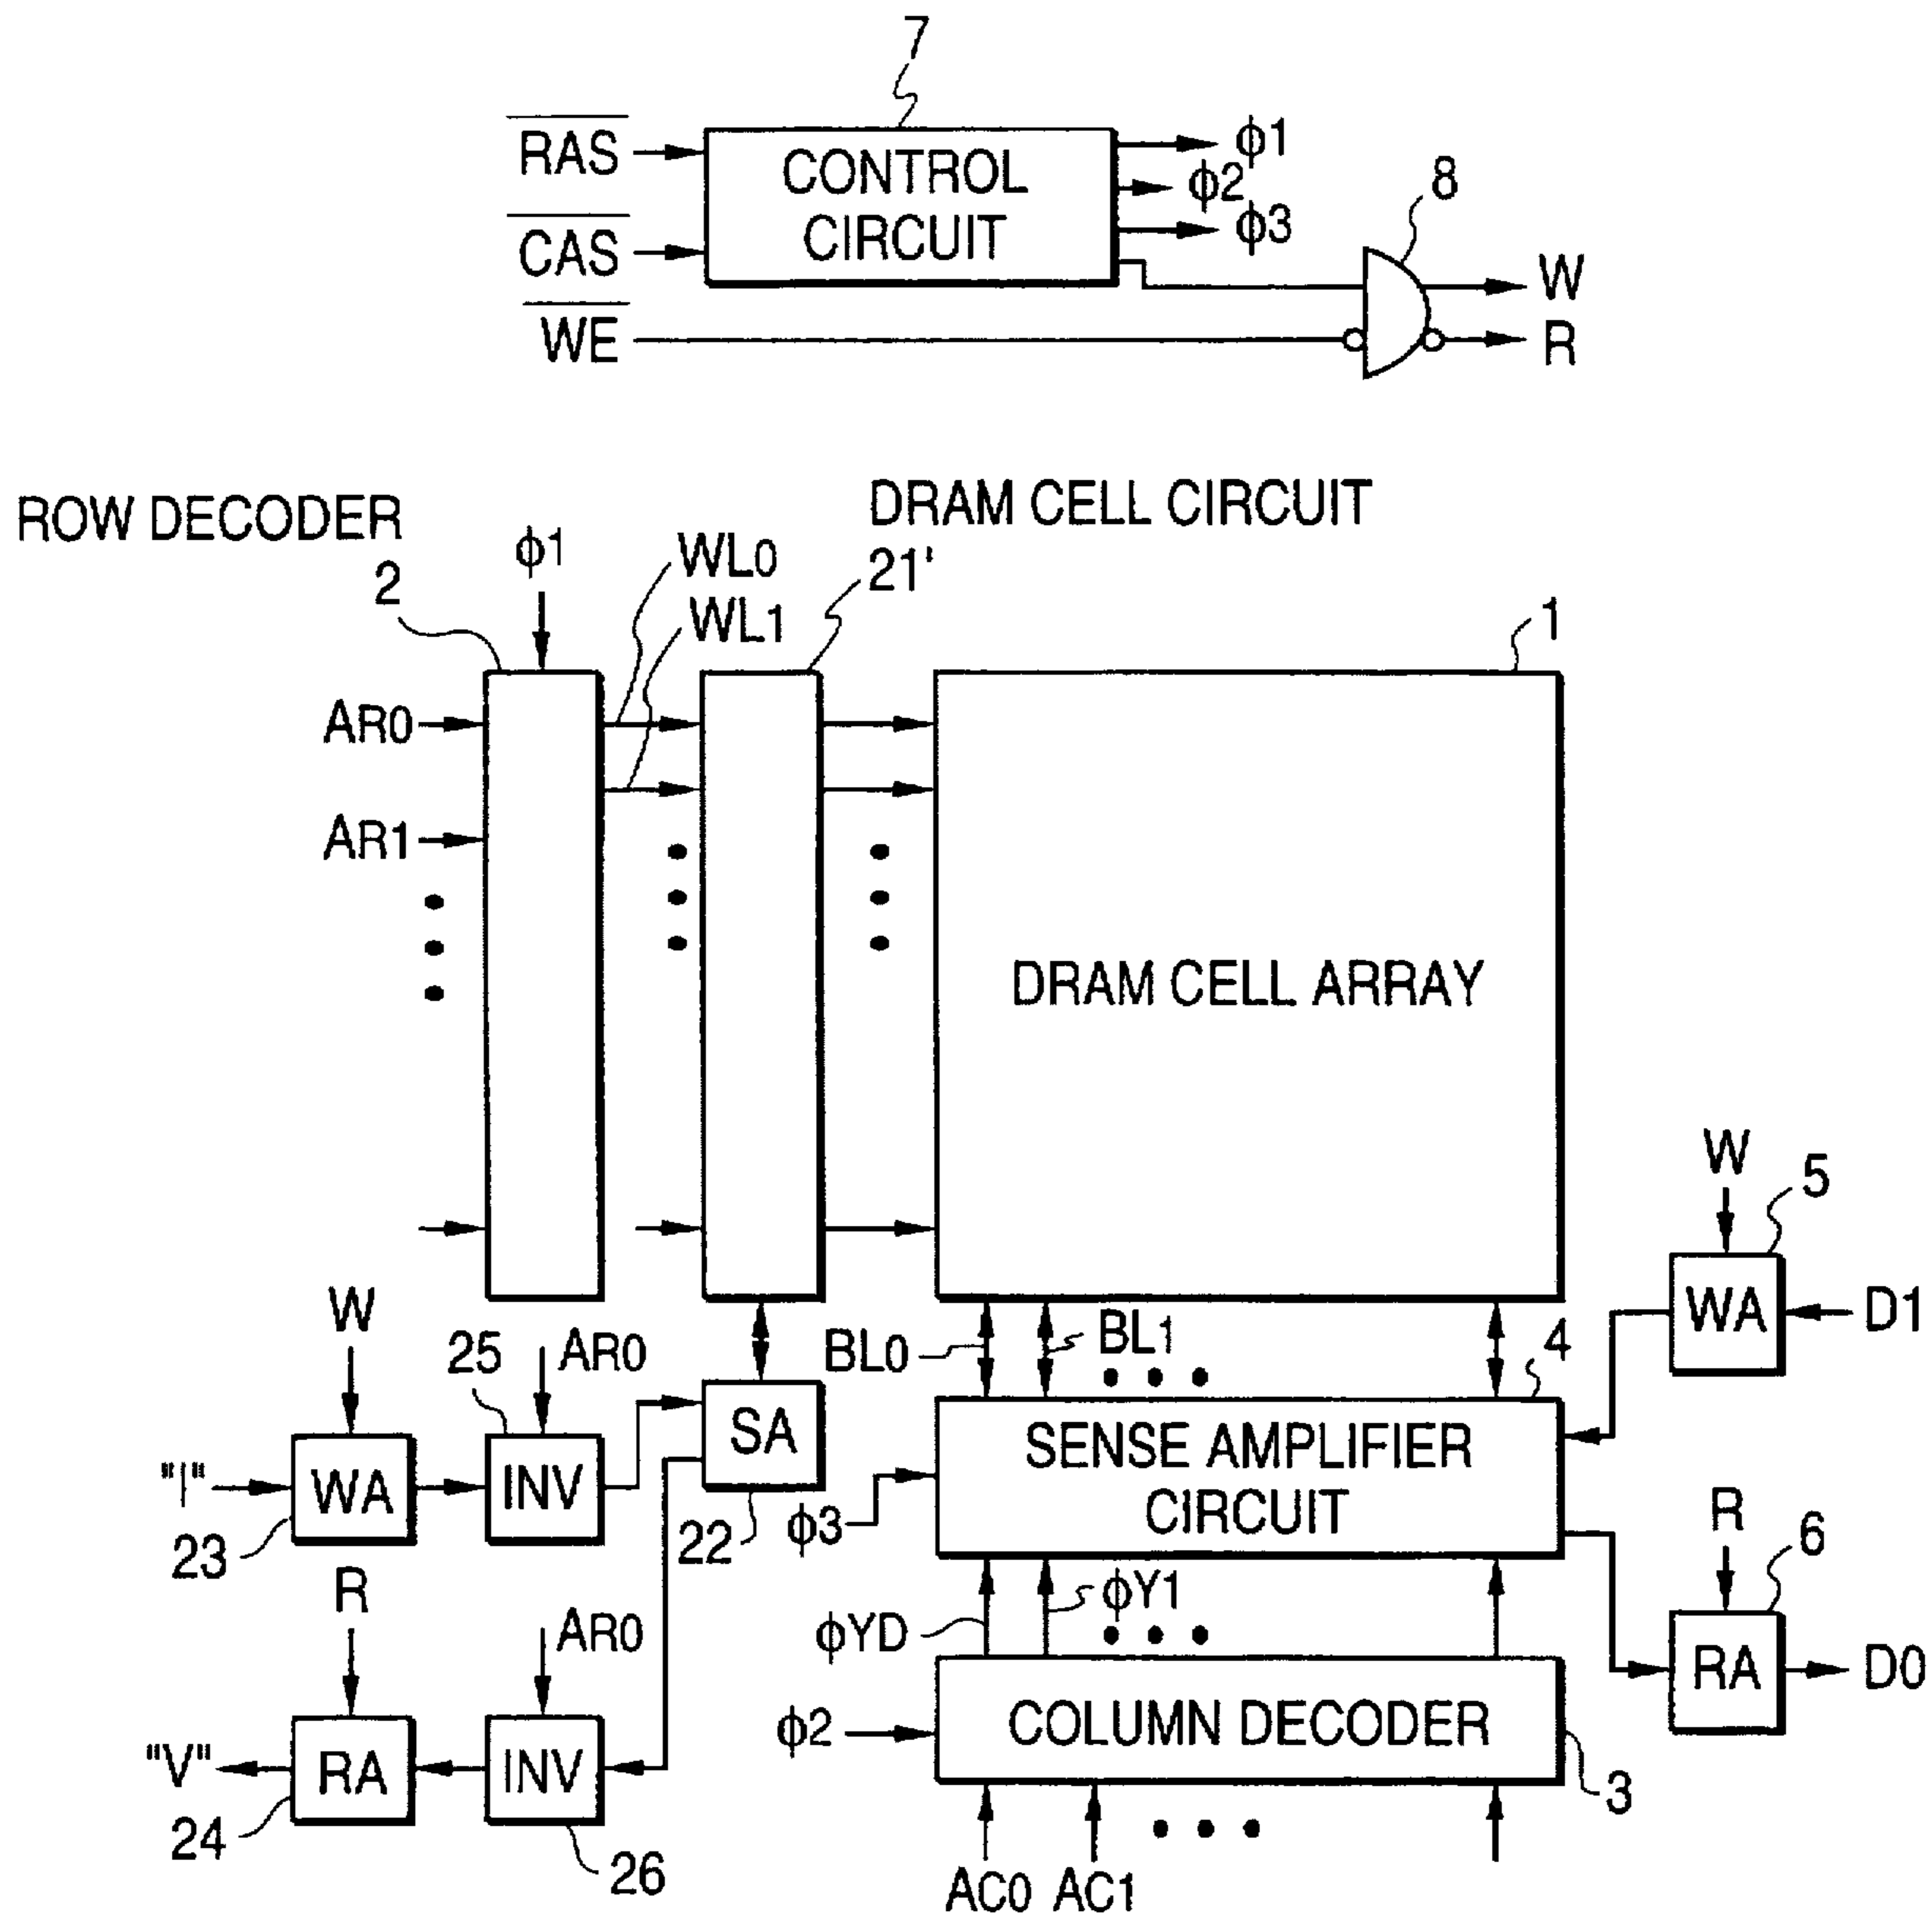 7
RAS
CAS
WE
CONTROL
CIRCUIT
ϕ1
ϕ2
ϕ3
8
W
R
ROW DECODER
2
ϕ1
WL0
WL1
DRAM CELL CIRCUIT
21'
1
AR0
AR1
DRAM CELL ARRAY
W
5
WA
D1
W
25
AR0
BL0
BL1
4
"I"
WA
INV
SA
23
22
ϕ3
SENSE AMPLIFIER
CIRCUIT
R
6
RA
D0
R
AR0
ϕYD
ϕY1
"V"
RA
INV
24
26
ϕ2
COLUMN DECODER
3
AC0
AC1